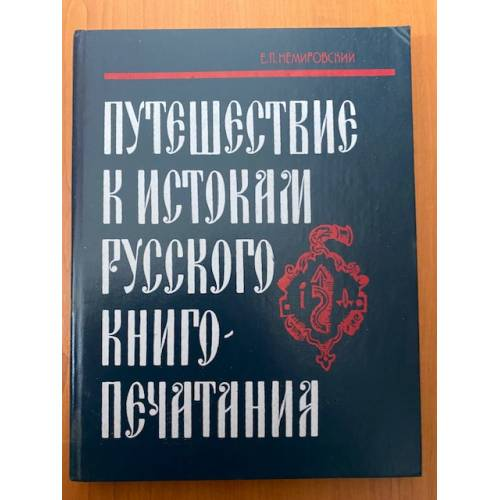 Е.Л.НЕМИРОВСКИЙ
ПУТЕШЕСТВИЕ
К ИСТОКАМ
РУССКОГО
КНИГО-
ПЕЧАТАНИЯ